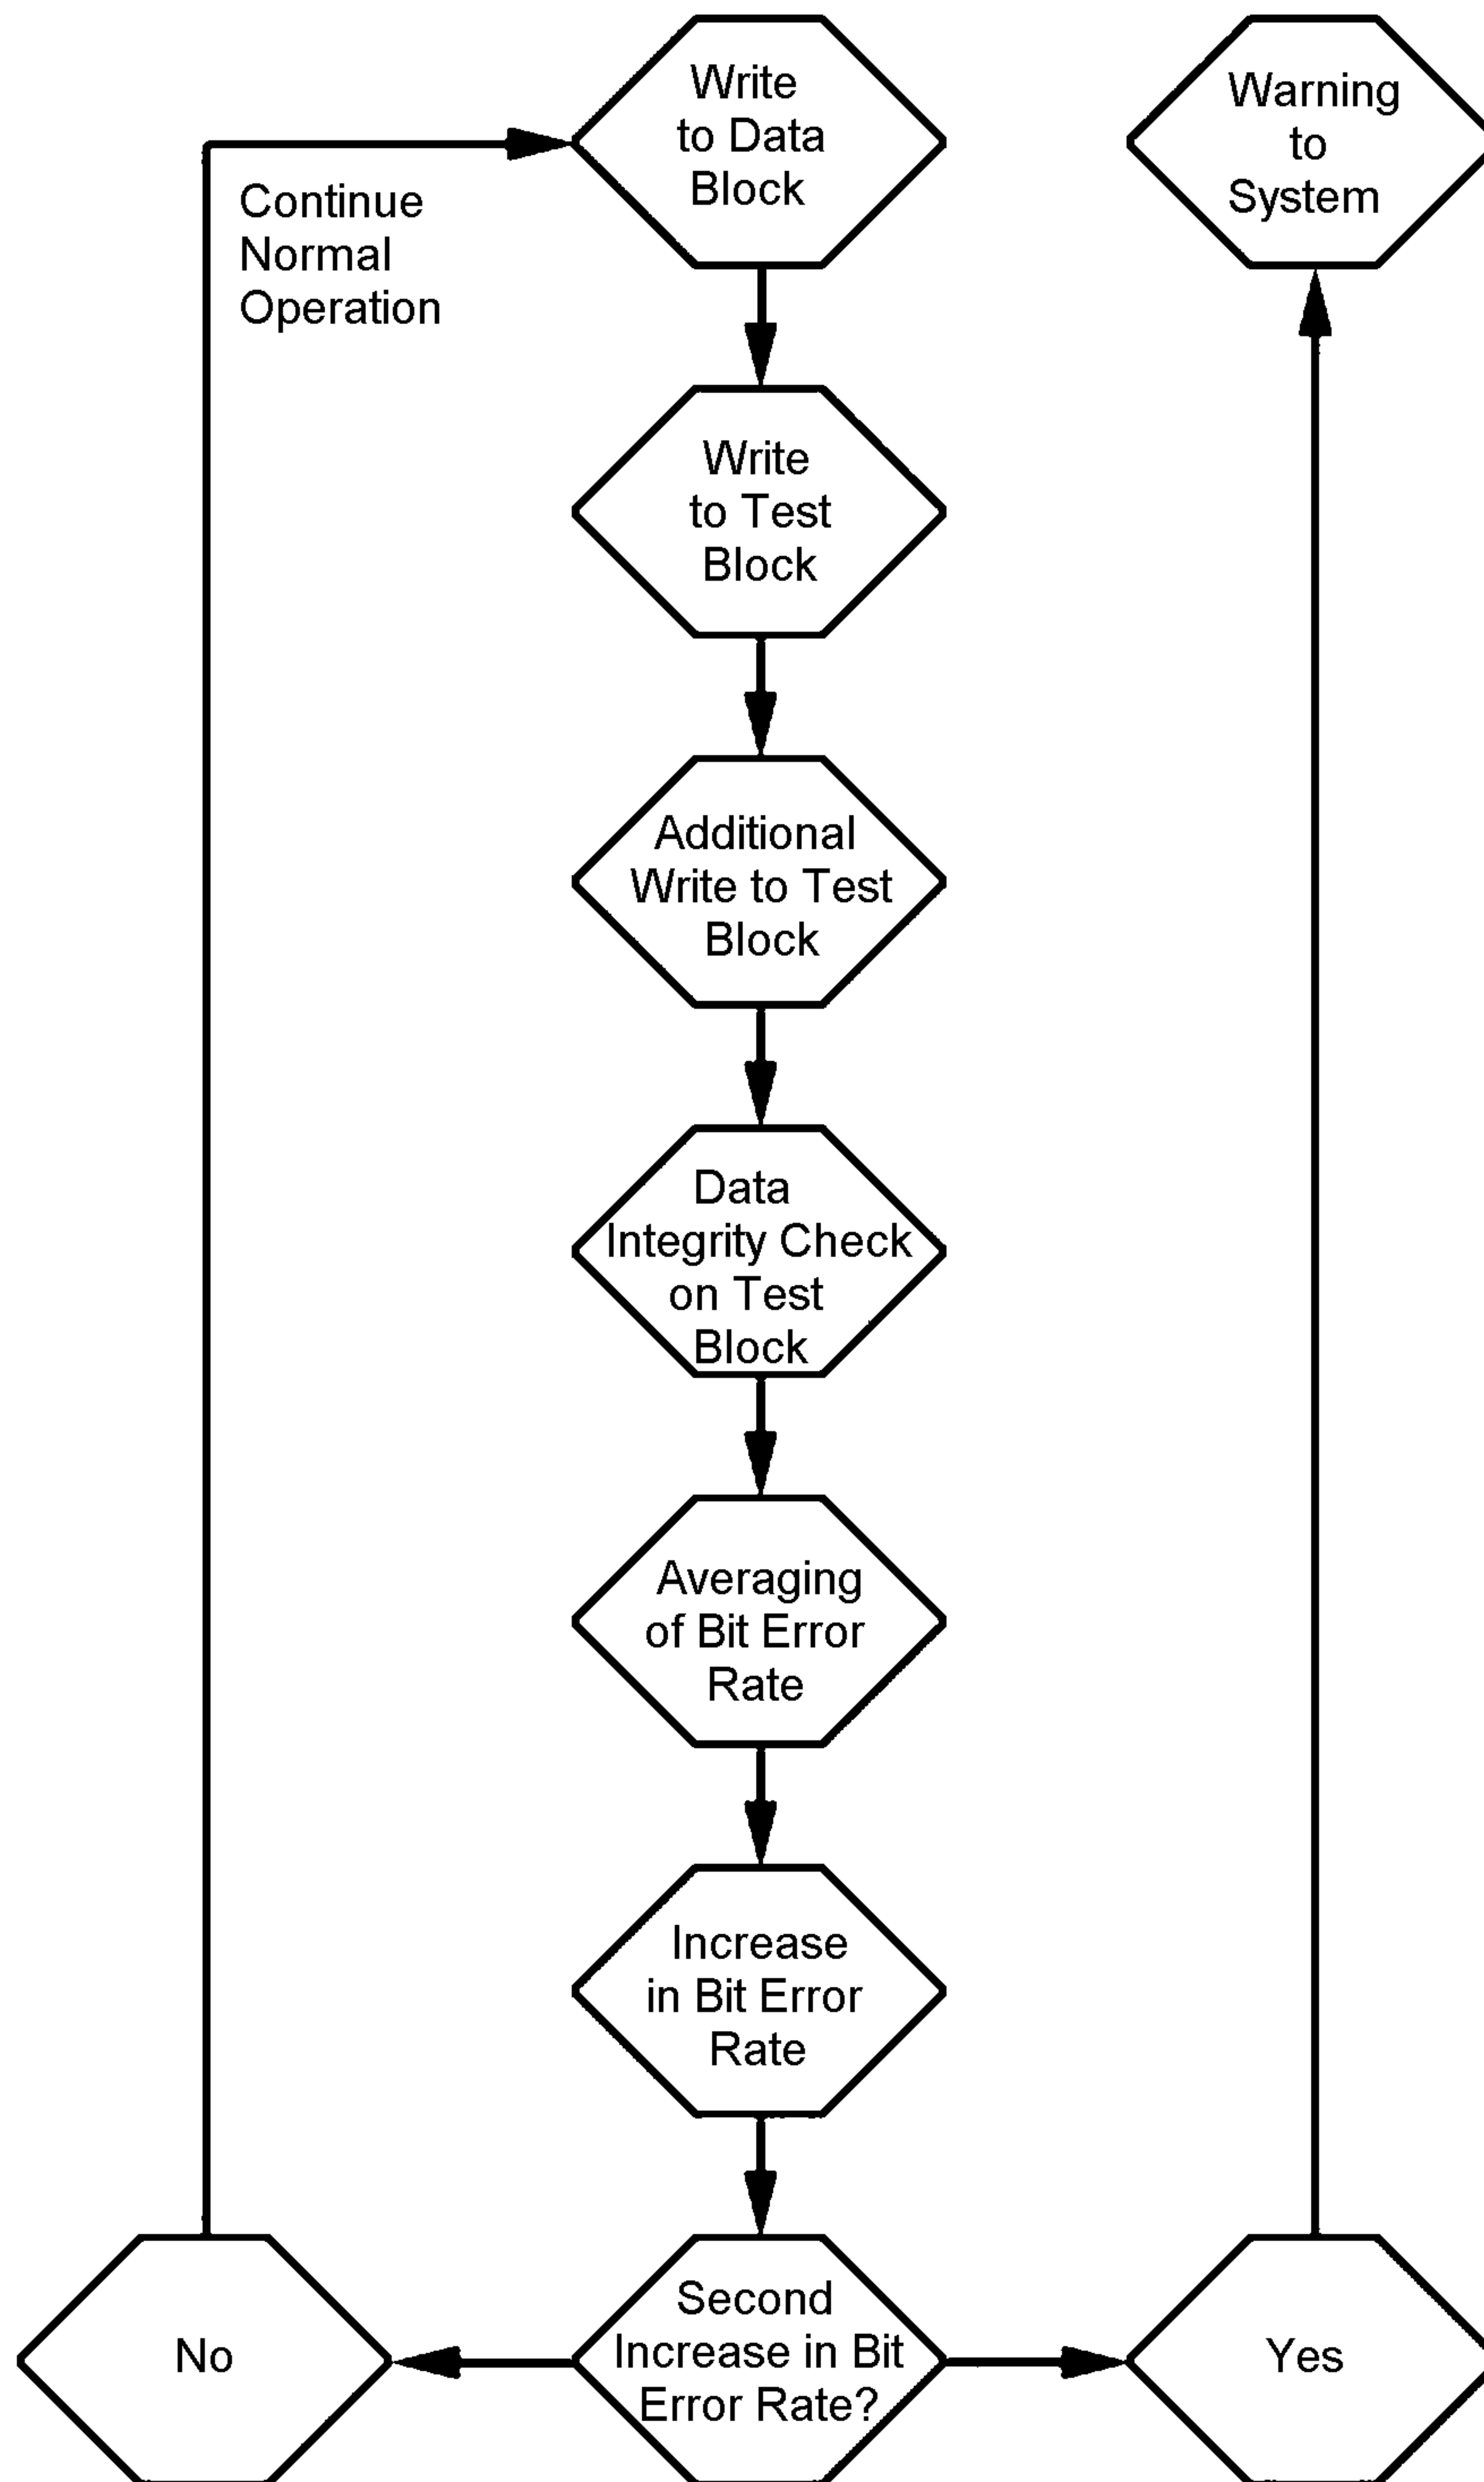 Write
to Data
Block
Warning
to
System
Continue
Normal
Operation
Write
to Test
Block
Additional
Write to Test
Block
Data
Integrity Check
on Test
Block
Averaging
of Bit Error
Rate
Increase
in Bit Error
Rate
No
Second
Increase in Bit
Error Rate?
Yes